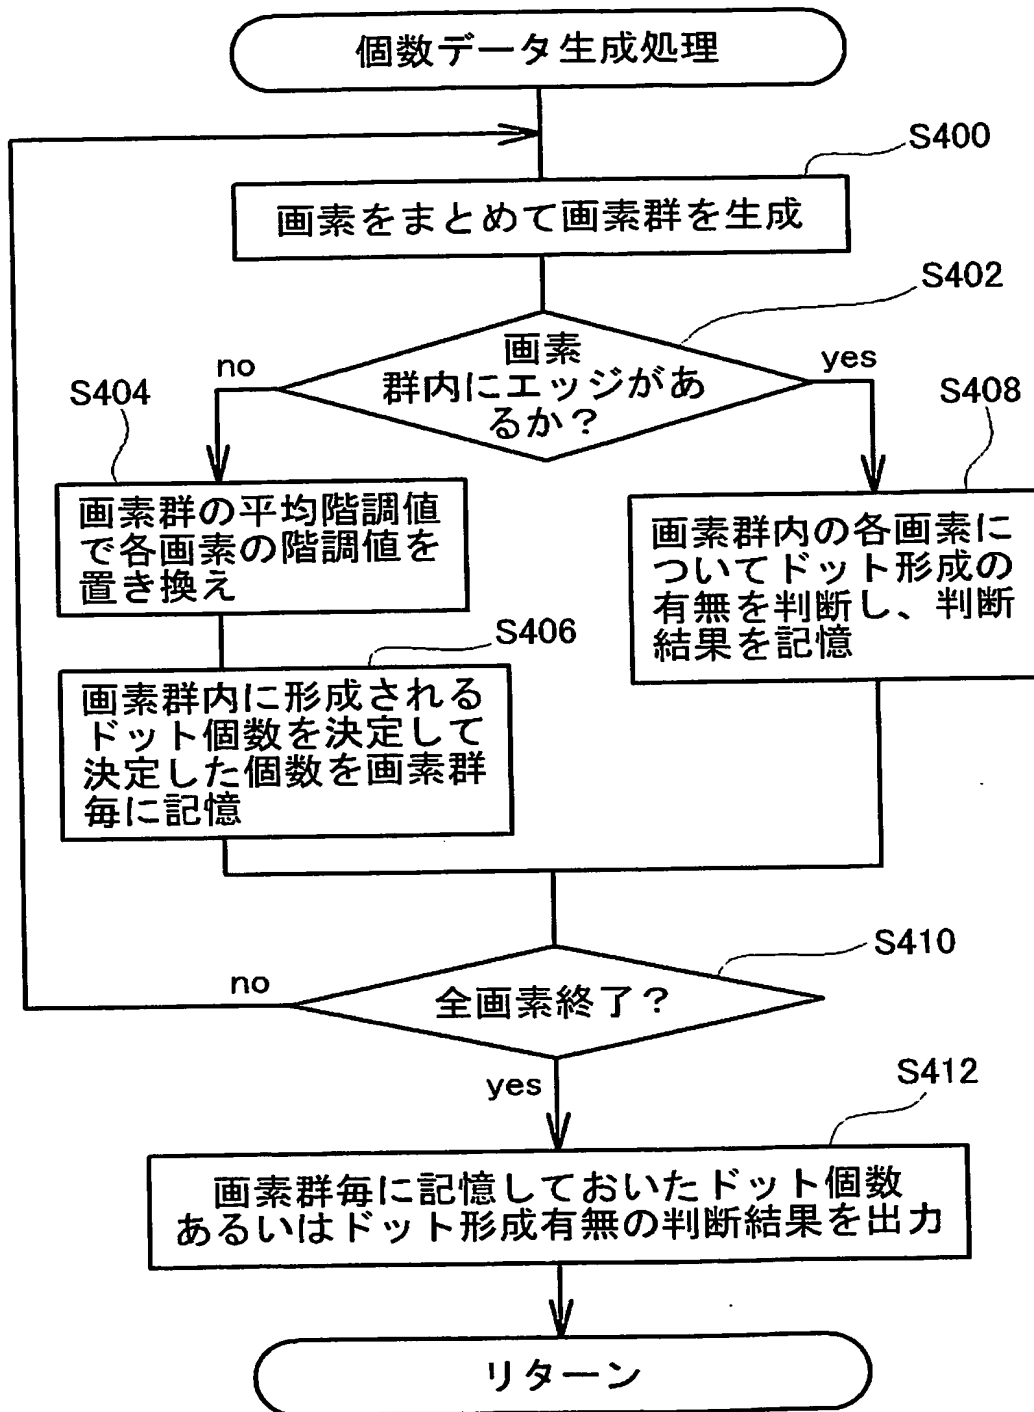 個数データ生成処理
S400
画素をまとめて画素群を生成
S402
画素
群内にエッジがあ
るか？
no
yes
S404
画素群の平均階調値
で各画素の階調値を
置き換え
S408
画素群内の各画素に
ついてドット形成の
有無を判断し、判断
結果を記憶
S406
画素群内に形成される
ドット個数を決定して
決定した個数を画素群
毎に記憶
S410
全画素終了？
no
yes
S412
画素群毎に記憶しておいたドット個数
あるいはドット形成有無の判断結果を出力
リターン